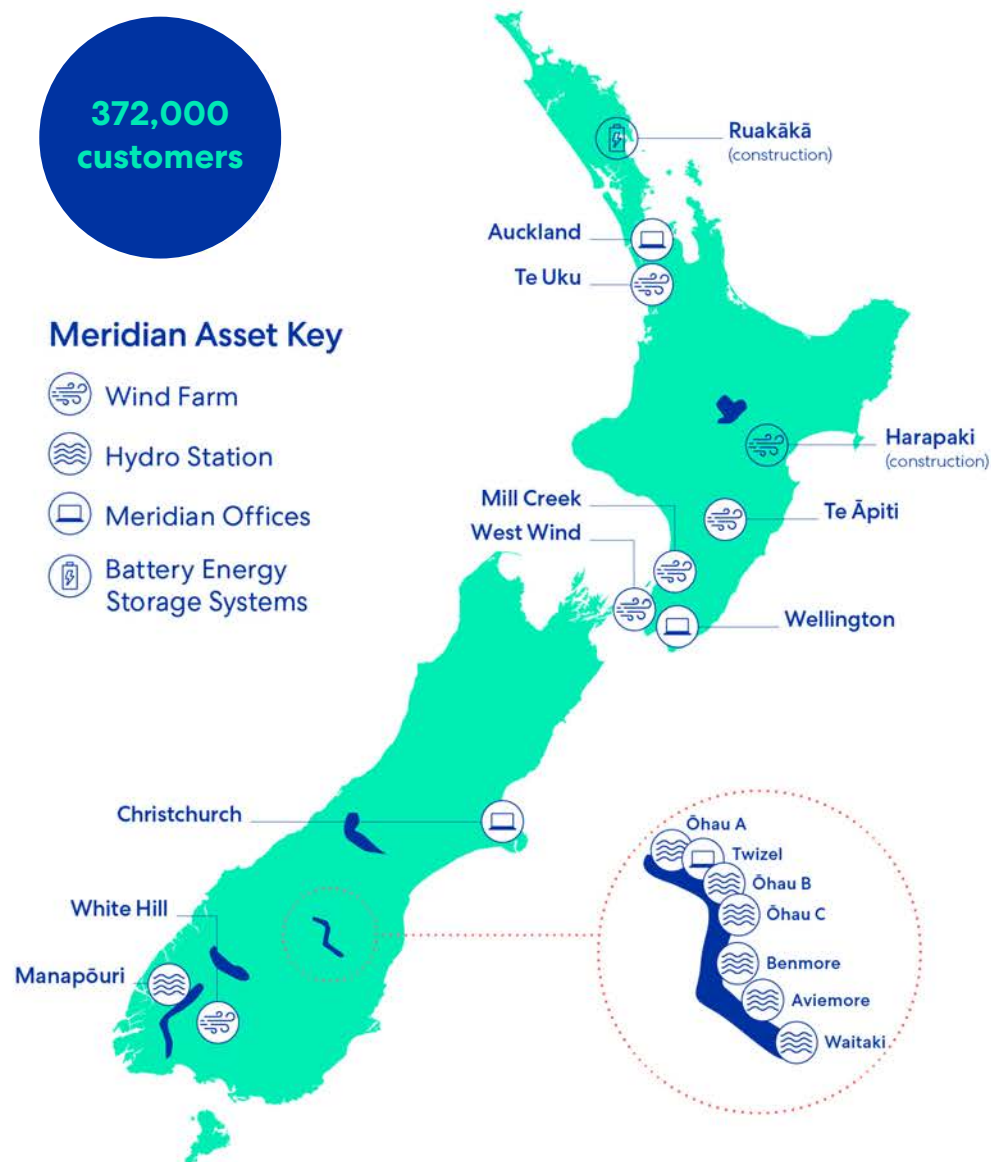 372,000
customers
Ruakākā
(construction)
Auckland
Te Uku
Meridian Asset Key
Wind Farm
Hydro Station
Meridian Offices
Battery Energy
Storage Systems
Harapaki
(construction)
Mill Creek
West Wind
Te Āpiti
Wellington
Christchurch
White Hill
Manapōuri
Ōhau A
Twizel
Ōhau B
Ōhau C
Benmore
Aviemore
Waitaki